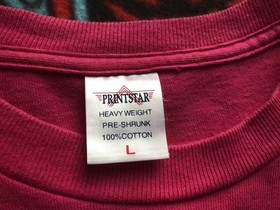 PRINTSTAR
HEAVY WEIGHT
PRE-SHRUNK
100% COTTON
L